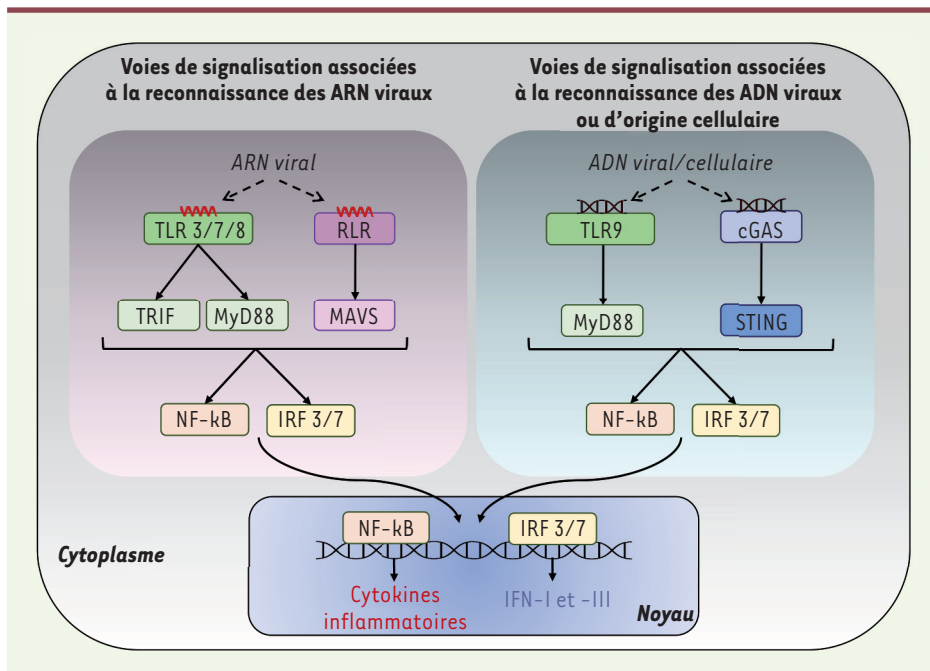 Voies de signalisation associées
à la reconnaissance des ARN viraux
Voies de signalisation associées
à la reconnaissance des ADN viraux
ou d'origine cellulaire
ARN viral
TLR 3/7/8
RLR
TRIF
MyD88
MAVS
NF-kB
IRF 3/7
ADN viral/cellulaire
TLR9
cGAS
MyD88
STING
NF-kB
IRF 3/7
NF-kB
IRF 3/7
Cytokines
inflammatoires
IFN-I et -III
Cytoplasme
Noyau